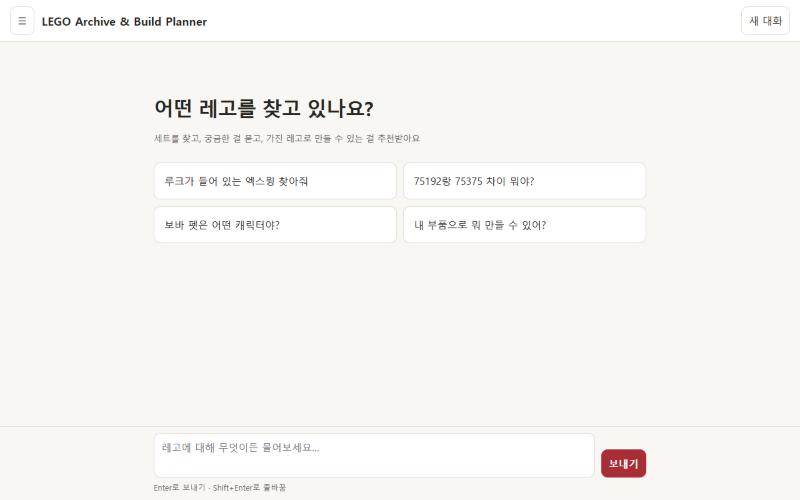 ☰ LEGO Archive & Build Planner 새 대화
어떤 레고를 찾고 있나요?
세트를 찾고, 궁금한 걸 묻고, 가진 레고로 만들 수 있는 걸 추천받아요
루크가 들어 있는 엑스윙 찾아줘
75192랑 75375 차이 뭐야?
보바 펫은 어떤 캐릭터야?
내 부품으로 뭐 만들 수 있어?
레고에 대해 무엇이든 물어보세요...
보내기
Enter로 보내기 · Shift+Enter로 줄바꿈